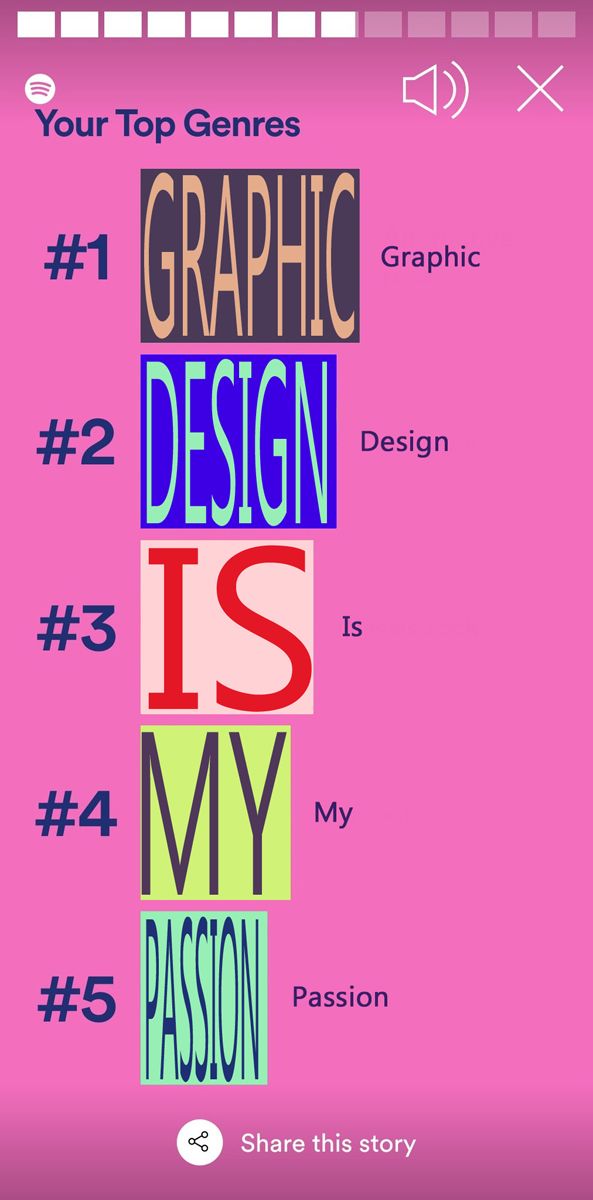 Your Top Genres
#1 GRAPHIC Graphic
#2 DESIGN Design
#3 IS Is
#4 MY My
#5 PASSION Passion
Share this story